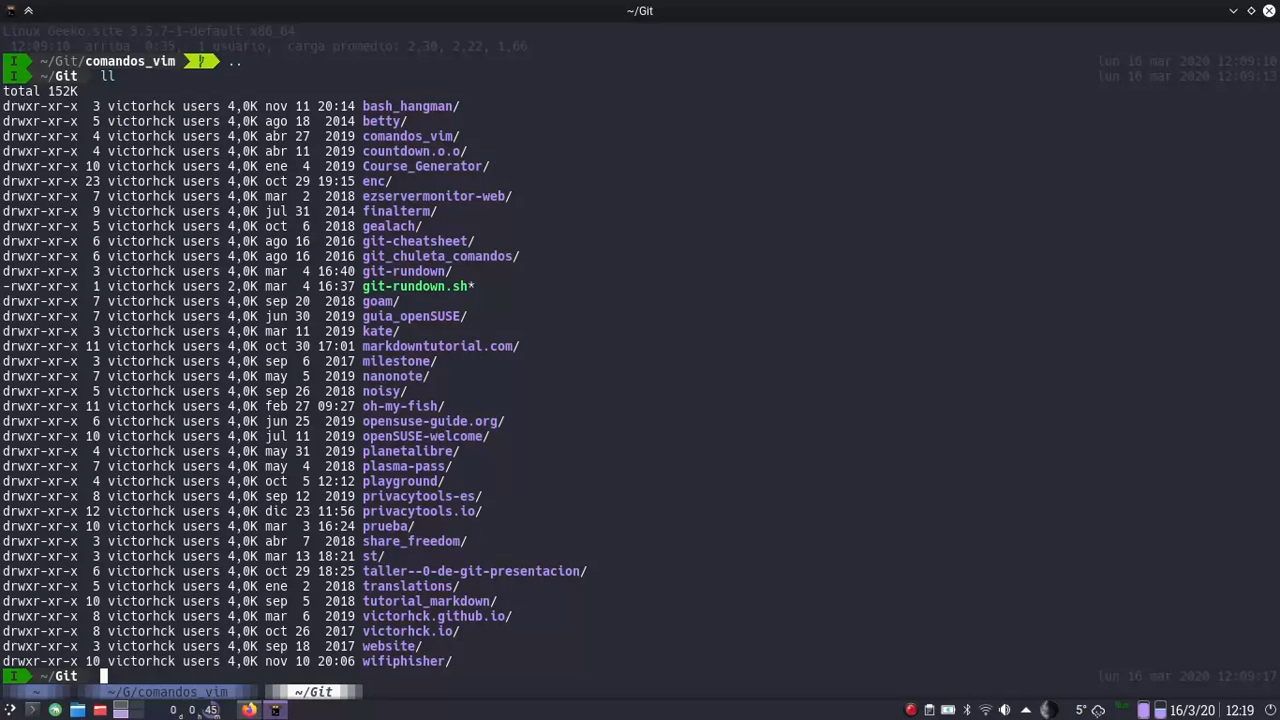 ~/Git
Linux Geeko.site 5.5.7-1-default x86_64
12:09:10 arriba 0:35, 1 usuario, carga promedio: 2,30, 2,22, 1,66
I ~/Git/comandos_vim .. lun 16 mar 2020 12:09:10
I ~/Git ll lun 16 mar 2020 12:09:13
total 152K
drwxr-xr-x 3 victorhck users 4,0K nov 11 20:14 bash_hangman/
drwxr-xr-x 5 victorhck users 4,0K ago 18 2014 betty/
drwxr-xr-x 4 victorhck users 4,0K abr 27 2019 comandos_vim/
drwxr-xr-x 4 victorhck users 4,0K abr 11 2019 countdown.o.o/
drwxr-xr-x 10 victorhck users 4,0K ene 4 2019 Course_Generator/
drwxr-xr-x 23 victorhck users 4,0K oct 29 19:15 enc/
drwxr-xr-x 7 victorhck users 4,0K mar 2 2018 ezservermonitor-web/
drwxr-xr-x 9 victorhck users 4,0K jul 31 2014 finalterm/
drwxr-xr-x 5 victorhck users 4,0K oct 6 2018 gealach/
drwxr-xr-x 6 victorhck users 4,0K ago 16 2016 git-cheatsheet/
drwxr-xr-x 6 victorhck users 4,0K ago 16 2016 git_chuleta_comandos/
drwxr-xr-x 3 victorhck users 4,0K mar 4 16:40 git-rundown/
-rwxr-xr-x 1 victorhck users 2,0K mar 4 16:37 git-rundown.sh*
drwxr-xr-x 7 victorhck users 4,0K sep 20 2018 goam/
drwxr-xr-x 7 victorhck users 4,0K jun 30 2019 guia_openSUSE/
drwxr-xr-x 3 victorhck users 4,0K mar 11 2019 kate/
drwxr-xr-x 11 victorhck users 4,0K oct 30 17:01 markdowntutorial.com/
drwxr-xr-x 3 victorhck users 4,0K sep 6 2017 milestone/
drwxr-xr-x 7 victorhck users 4,0K may 5 2019 nanonote/
drwxr-xr-x 5 victorhck users 4,0K sep 26 2018 noisy/
drwxr-xr-x 11 victorhck users 4,0K feb 27 09:27 oh-my-fish/
drwxr-xr-x 6 victorhck users 4,0K jun 25 2019 opensuse-guide.org/
drwxr-xr-x 10 victorhck users 4,0K jul 11 2019 openSUSE-welcome/
drwxr-xr-x 4 victorhck users 4,0K may 31 2019 planetalibre/
drwxr-xr-x 7 victorhck users 4,0K may 4 2018 plasma-pass/
drwxr-xr-x 4 victorhck users 4,0K oct 5 12:12 playground/
drwxr-xr-x 8 victorhck users 4,0K sep 12 2019 privacytools-es/
drwxr-xr-x 12 victorhck users 4,0K dic 23 11:56 privacytools.io/
drwxr-xr-x 10 victorhck users 4,0K mar 3 16:24 prueba/
drwxr-xr-x 3 victorhck users 4,0K abr 7 2018 share_freedom/
drwxr-xr-x 3 victorhck users 4,0K mar 13 18:21 st/
drwxr-xr-x 6 victorhck users 4,0K oct 29 18:25 taller--0-de-git-presentacion/
drwxr-xr-x 5 victorhck users 4,0K ene 2 2018 translations/
drwxr-xr-x 10 victorhck users 4,0K sep 5 2018 tutorial_markdown/
drwxr-xr-x 8 victorhck users 4,0K mar 6 2019 victorhck.github.io/
drwxr-xr-x 8 victorhck users 4,0K oct 26 2017 victorhck.io/
drwxr-xr-x 3 victorhck users 4,0K sep 18 2017 website/
drwxr-xr-x 10 victorhck users 4,0K nov 10 20:06 wifiphisher/
I ~/Git lun 16 mar 2020 12:09:17
~ ~/G/comandos_vim ~/Git
0 0 45 5° 16/3/20 12:19